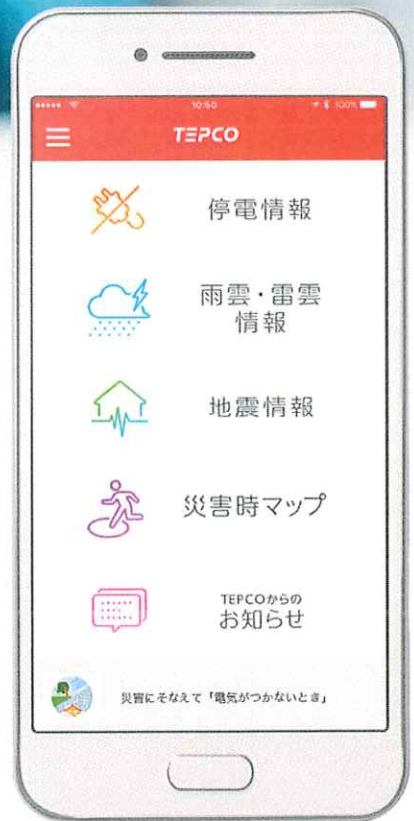 10:50
100%
TEPCO
停電情報
雨雲・雷雲
情報
地震情報
災害時マップ
TEPCOからの
お知らせ
災害にそなえて「電気がつかないとき」